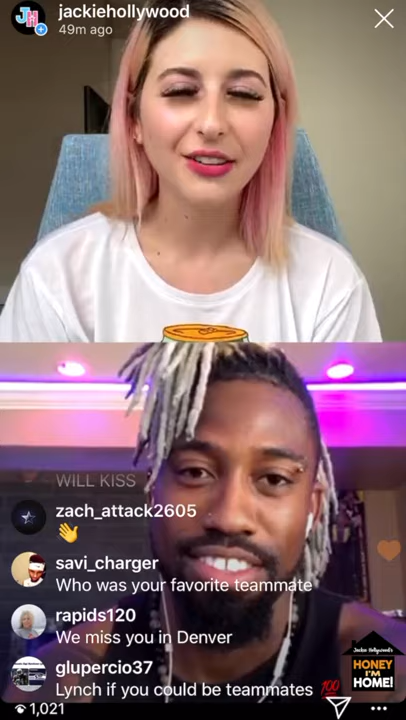 jackiehollywood
49m ago
WILL KISS
zach_attack2605
👋
savi_charger
Who was your favorite teammate
rapids120
We miss you in Denver
glupercio37
Lynch if you could be teammates 💯
Jackie Hollywood's
HONEY
I'M
HOME!
1,021